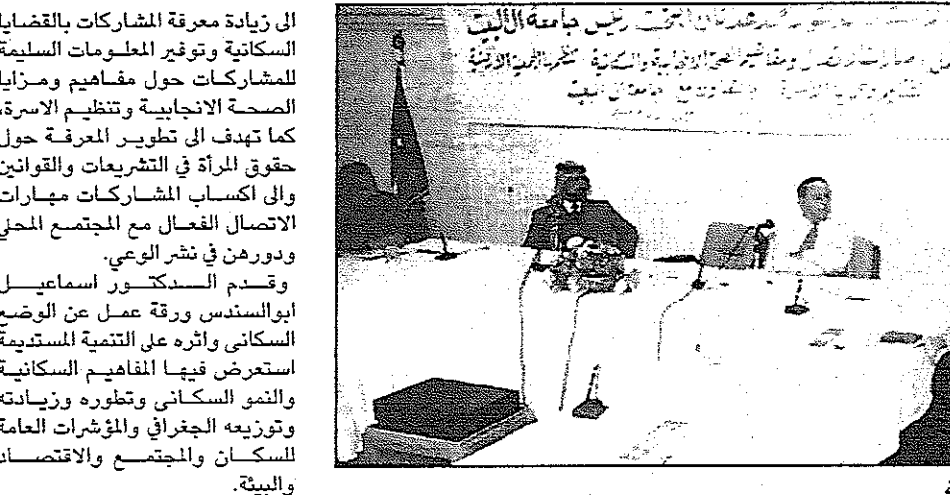 الى زيادة معرفة المشاركات بالقضايا
السكانية وتوفير المعلومات السليمة
للمشاركات حول مفاهيم ومزايا
الصحة الانجابية وتنظيم الاسرة،
كما تهدف الى تطوير المعرفة حول
حقوق المرأة في التشريعات والقوانين
والى اكساب المشاركات مهارات
الاتصال الفعال مع المجتمع المحلي
ودورهن في نشر الوعي.
وقدم الدكتور اسماعيل
ابوالسندس ورقة عمل عن الوضع
السكاني واثره على التنمية المستديمة
استعرض فيها المفاهيم السكانية
والنمو السكاني وتطوره وزيادته
وتوزيعه الجغرافي والمؤشرات العامة
للسكان والمجتمع والاقتصاد
والبيئة.
رئيس جامعة آل البيت
جامعة آل البيت